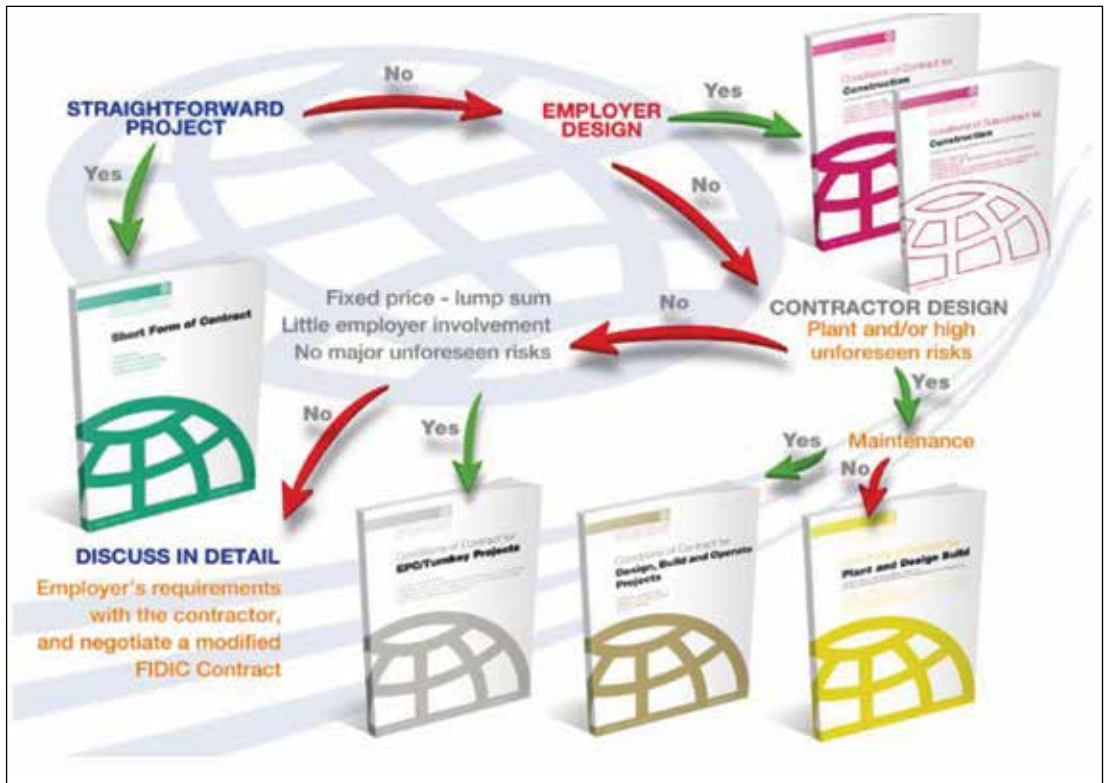 No
STRAIGHTFORWARD
PROJECT
EMPLOYER
DESIGN
Yes
Conditions of Contract for
Construction
Conditions of Subcontract for
Construction
Yes
No
Short Form of Contract
Fixed price - lump sum
Little employer involvement
No major unforeseen risks
No
CONTRACTOR DESIGN
Plant and/or high
unforeseen risks
Yes
No
Yes
Yes
Maintenance
No
DISCUSS IN DETAIL
Employer's requirements
with the contractor,
and negotiate a modified
FIDIC Contract
Conditions of Contract for
EPC/Turnkey Projects
Conditions of Contract for
Design, Build and Operate
Projects
Plant and Design Build